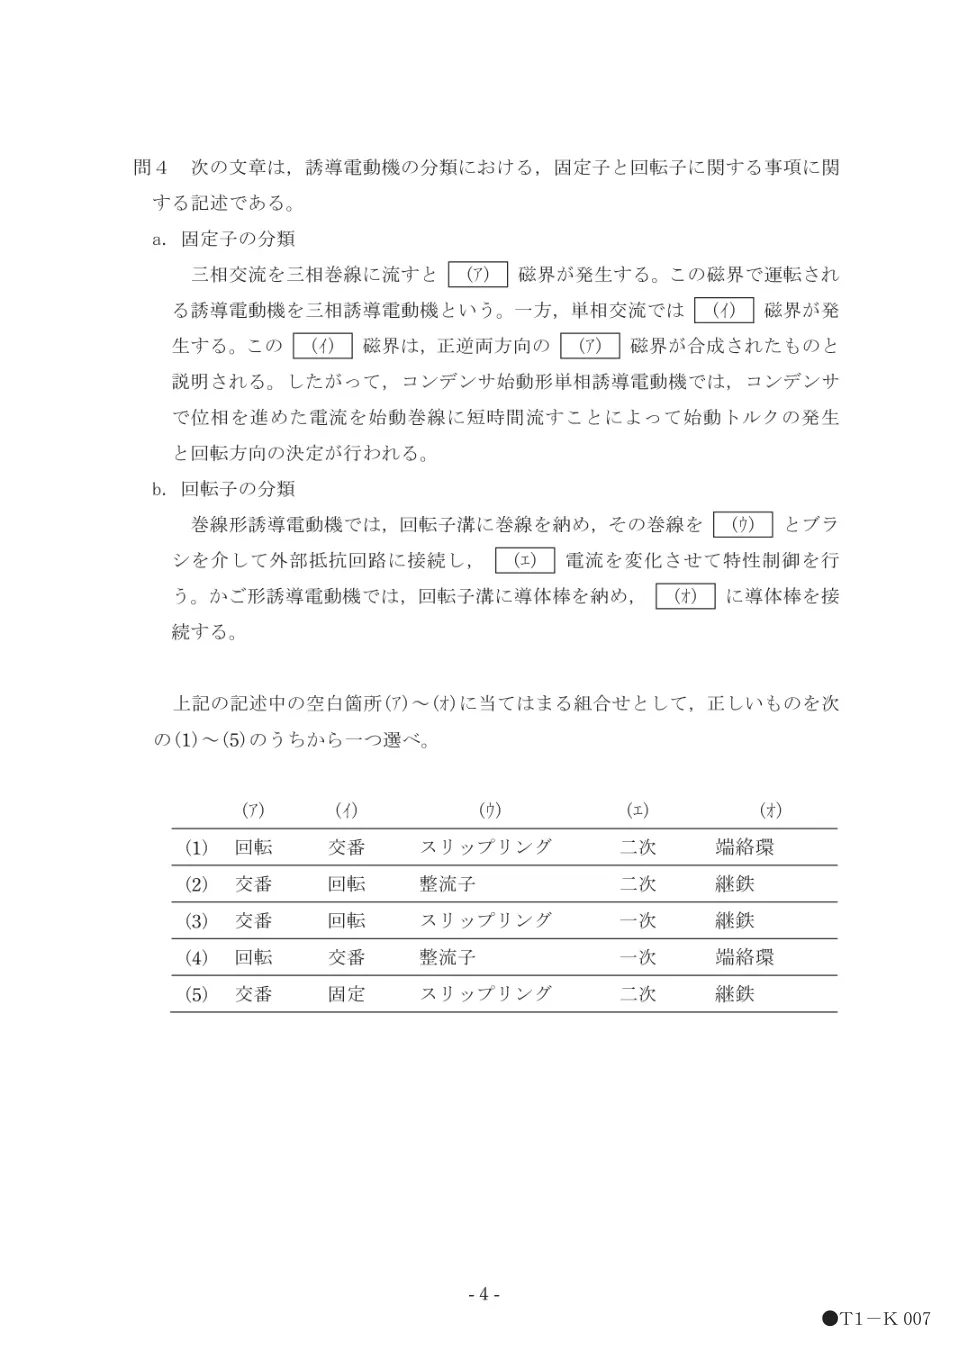 問４　次の文章は，誘導電動機の分類における，固定子と回転子に関する事項に関
する記述である。
a．固定子の分類
三相交流を三相巻線に流すと (ｱ) 磁界が発生する。この磁界で運転され
る誘導電動機を三相誘導電動機という。一方，単相交流では (ｲ) 磁界が発
生する。この (ｲ) 磁界は，正逆両方向の (ｱ) 磁界が合成されたものと
説明される。したがって，コンデンサ始動形単相誘導電動機では，コンデンサ
で位相を進めた電流を始動巻線に短時間流すことによって始動トルクの発生
と回転方向の決定が行われる。
b．回転子の分類
巻線形誘導電動機では，回転子溝に巻線を納め，その巻線を (ｳ) とブラ
シを介して外部抵抗回路に接続し， (ｴ) 電流を変化させて特性制御を行
う。かご形誘導電動機では，回転子溝に導体棒を納め， (ｵ) に導体棒を接
続する。
上記の記述中の空白箇所(ｱ)～(ｵ)に当てはまる組合せとして，正しいものを次
の(1)～(5)のうちから一つ選べ。
(ｱ) (ｲ) (ｳ) (ｴ) (ｵ)
(1) 回転 交番 スリップリング 二次 端絡環
(2) 交番 回転 整流子 二次 継鉄
(3) 交番 回転 スリップリング 一次 継鉄
(4) 回転 交番 整流子 一次 端絡環
(5) 交番 固定 スリップリング 二次 継鉄
- 4 -
●T1－K 007